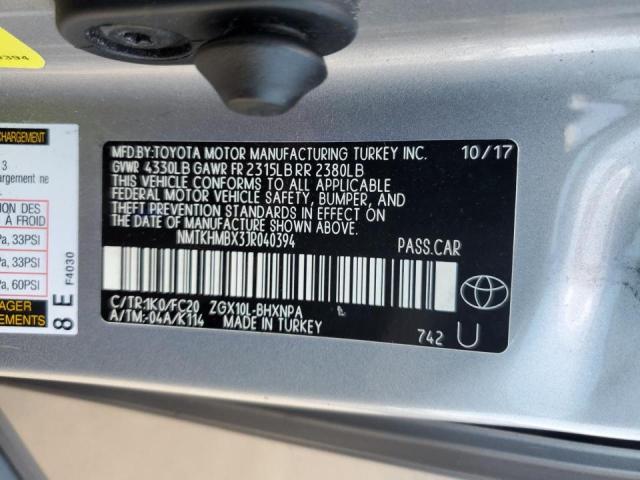 9394
CHARGEMENT
3
argement ne
ION DES
À FROID
Pa, 33PSI
Pa, 33PSI
Pa, 60PSI
AGER
EMENTS
8 E F4030
MFD.BY:TOYOTA MOTOR MANUFACTURING TURKEY INC. 10/17
GVWR 4330LB GAWR FR 2315LB RR 2380LB
THIS VEHICLE CONFORMS TO ALL APPLICABLE
FEDERAL MOTOR VEHICLE SAFETY, BUMPER, AND
THEFT PREVENTION STANDARDS IN EFFECT ON
THE DATE OF MANUFACTURE SHOWN ABOVE.
NMTKHMBX3JR040394 PASS.CAR
C/TR:1K0/FC20 ZGX10L-BHXNPA
A/TM:-04A/K114 MADE IN TURKEY
742 U